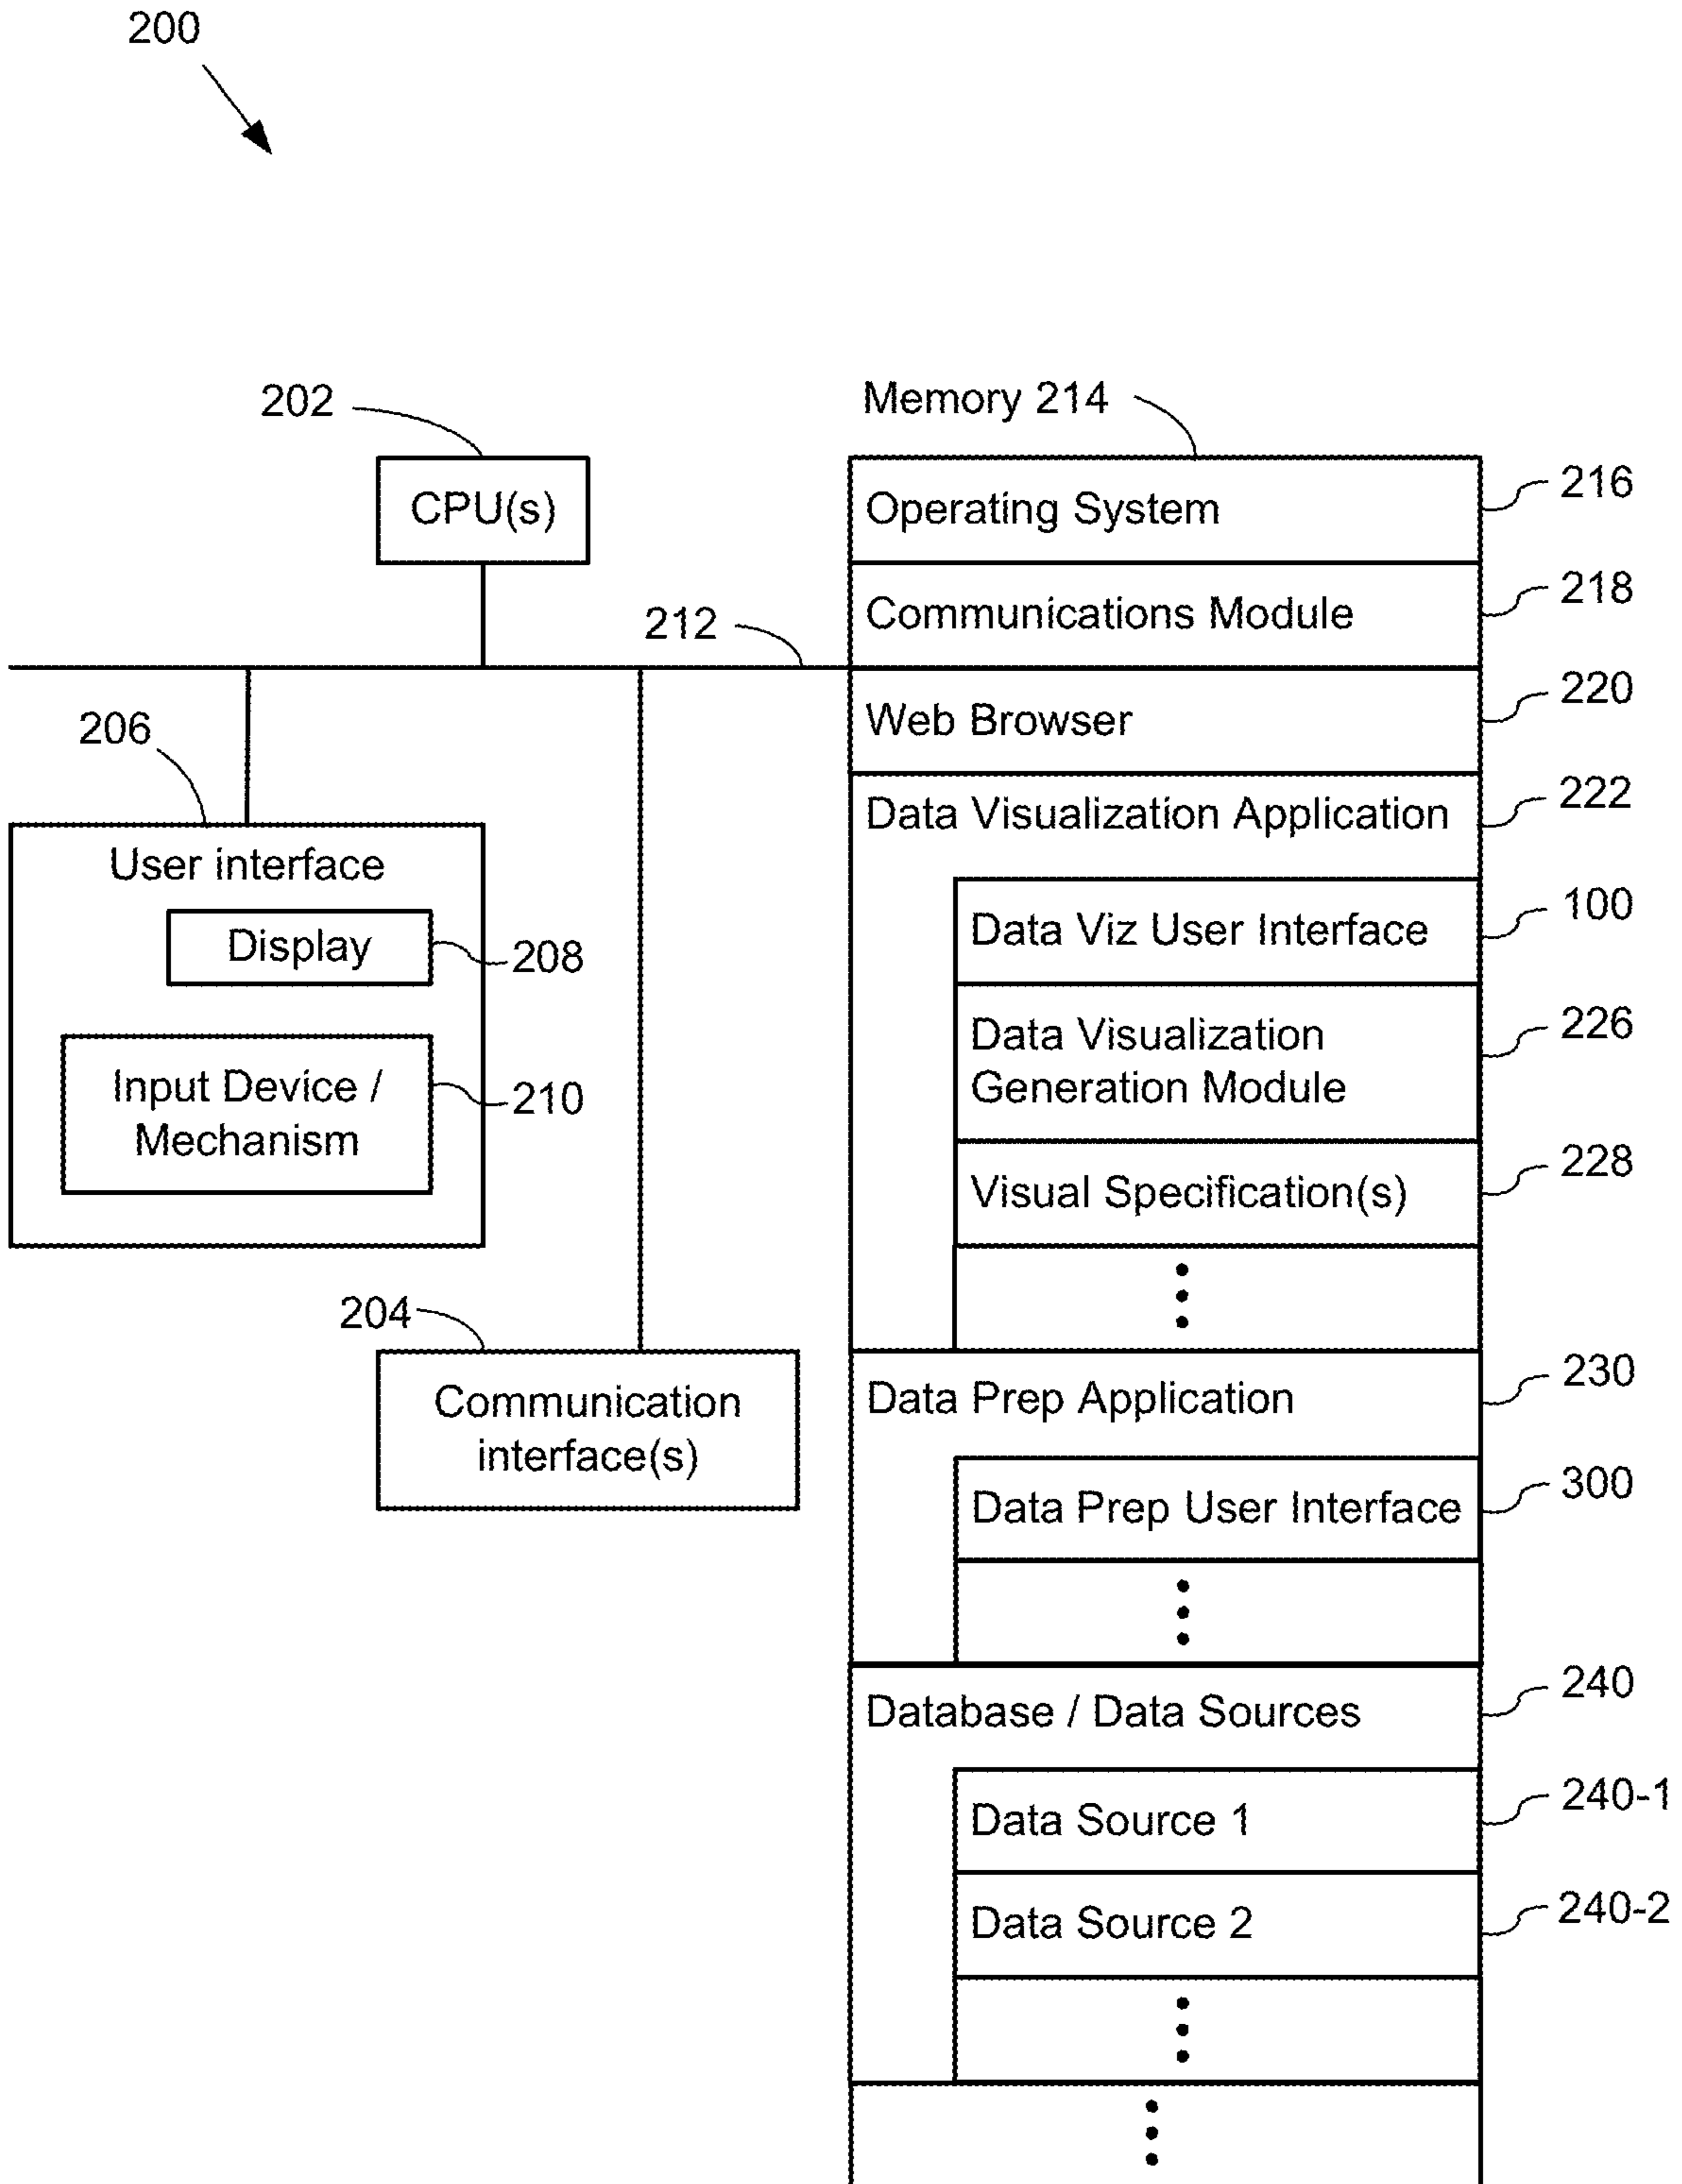 200
202
CPU(s)
212
206
User interface
Display
208
Input Device /
Mechanism
210
204
Communication
interface(s)
Memory 214
Operating System
216
Communications Module
218
Web Browser
220
Data Visualization Application
222
Data Viz User Interface
100
Data Visualization
Generation Module
226
Visual Specification(s)
228
Data Prep Application
230
Data Prep User Interface
300
Database / Data Sources
240
Data Source 1
240-1
Data Source 2
240-2